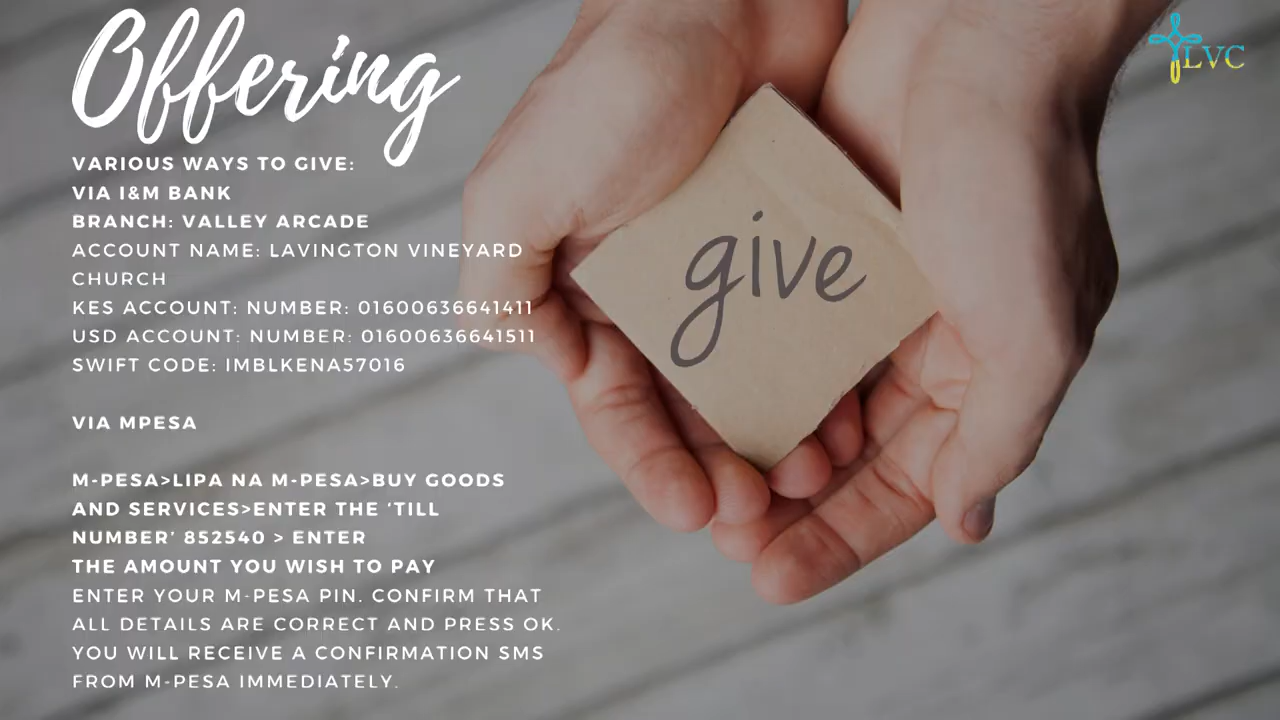 Offering
LVC
VARIOUS WAYS TO GIVE:
VIA I&M BANK
BRANCH: VALLEY ARCADE
ACCOUNT NAME: LAVINGTON VINEYARD
CHURCH
KES ACCOUNT: NUMBER: 01600636641411
USD ACCOUNT: NUMBER: 01600636641511
SWIFT CODE: IMBLKENA57016
VIA MPESA
M-PESA>LIPA NA M-PESA>BUY GOODS
AND SERVICES>ENTER THE 'TILL
NUMBER' 852540 > ENTER
THE AMOUNT YOU WISH TO PAY
ENTER YOUR M-PESA PIN. CONFIRM THAT
ALL DETAILS ARE CORRECT AND PRESS OK.
YOU WILL RECEIVE A CONFIRMATION SMS
FROM M-PESA IMMEDIATELY.
give